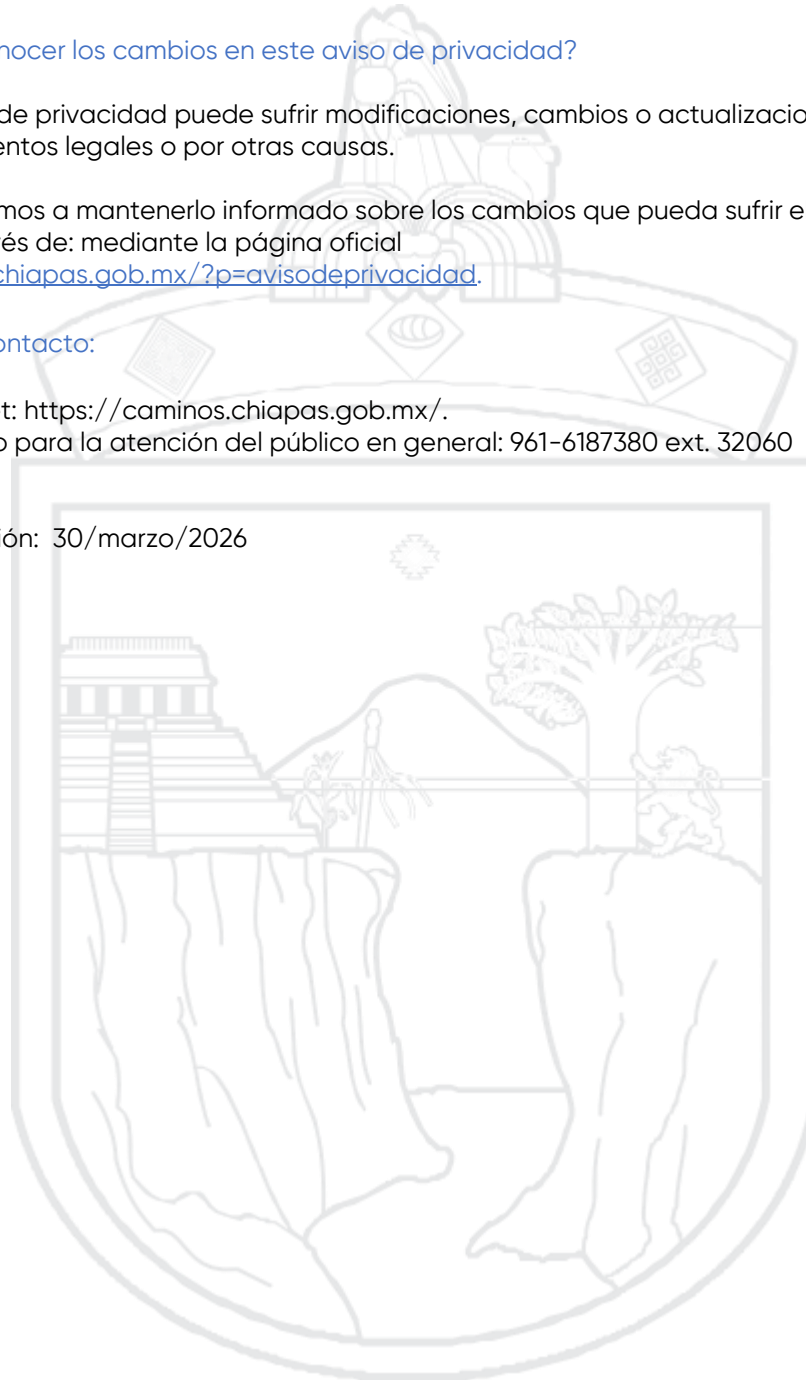 nocer los cambios en este aviso de privacidad?
de privacidad puede sufrir modificaciones, cambios o actualizacio
entos legales o por otras causas.
mos a mantenerlo informado sobre los cambios que pueda sufrir e
vés de: mediante la página oficial
chiapas.gob.mx/?p=avisodeprivacidad.
ontacto:
et: https://caminos.chiapas.gob.mx/.
o para la atención del público en general: 961-6187380 ext. 32060
ión: 30/marzo/2026